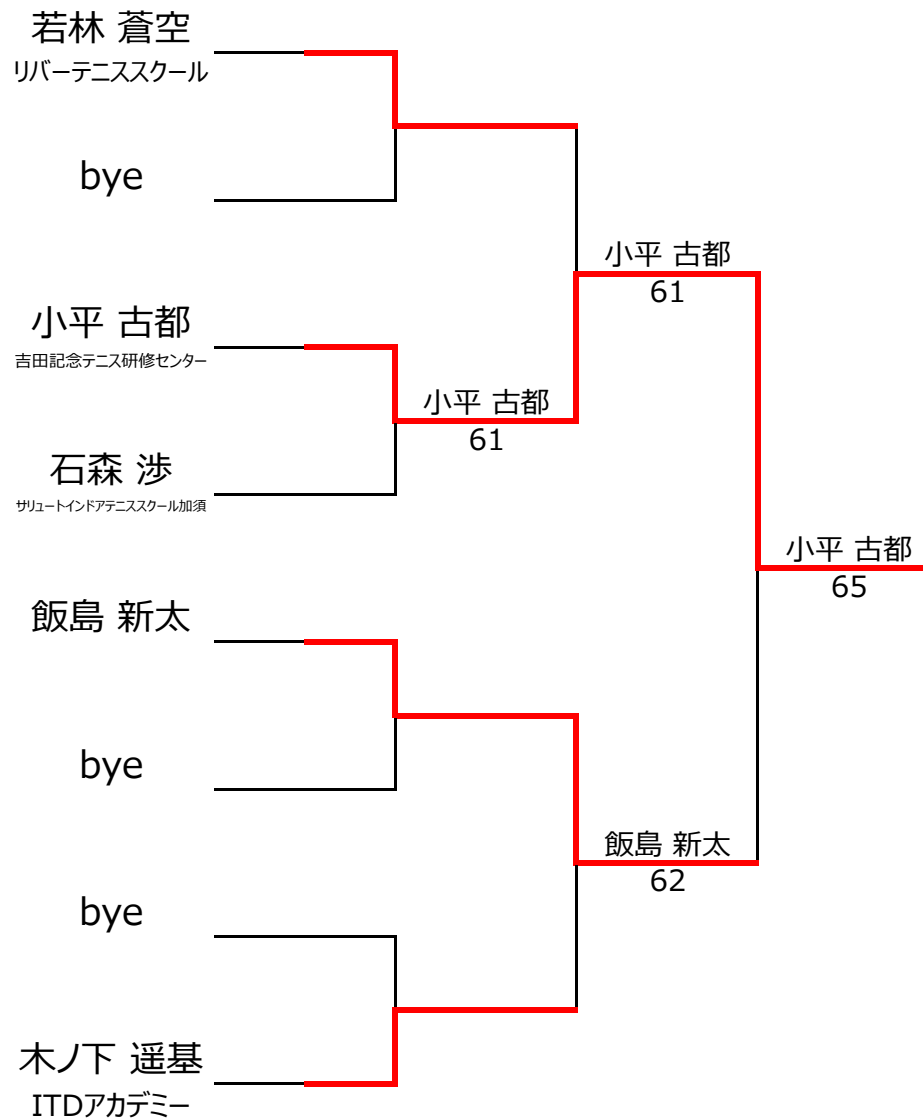 若林 蒼空
リバーテニススクール
bye
小平 古都
61
小平 古都
吉田記念テニス研修センター
小平 古都
61
石森 渉
サリュートインドアテニススクール加須
小平 古都
65
飯島 新太
bye
飯島 新太
62
bye
木ノ下 遥基
ITDアカデミー